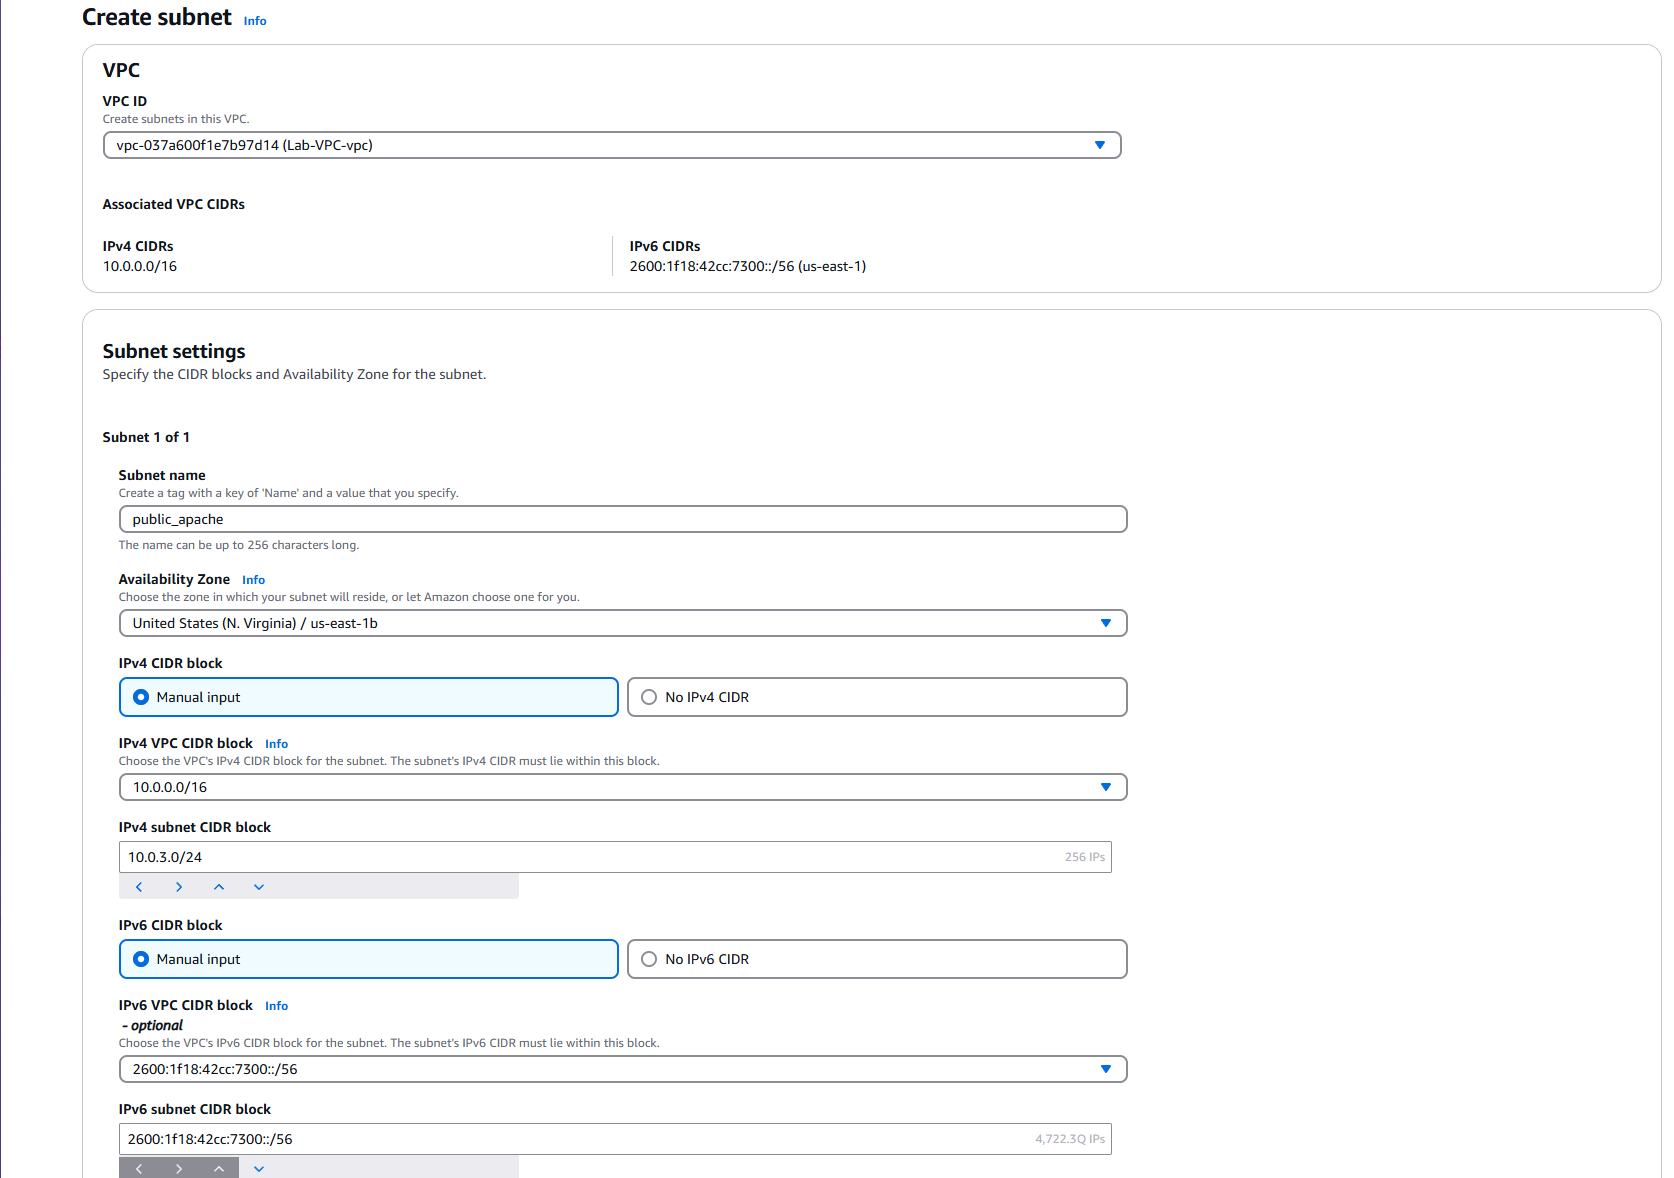 Create subnet Info
VPC
VPC ID
Create subnets in this VPC.
vpc-037a600f1e7b97d14 (Lab-VPC-vpc)
Associated VPC CIDRs
IPv4 CIDRs
10.0.0.0/16
IPv6 CIDRs
2600:1f18:42cc:7300::/56 (us-east-1)
Subnet settings
Specify the CIDR blocks and Availability Zone for the subnet.
Subnet 1 of 1
Subnet name
Create a tag with a key of 'Name' and a value that you specify.
public_apache
The name can be up to 256 characters long.
Availability Zone Info
Choose the zone in which your subnet will reside, or let Amazon choose one for you.
United States (N. Virginia) / us-east-1b
IPv4 CIDR block
Manual input
No IPv4 CIDR
IPv4 VPC CIDR block Info
Choose the VPC's IPv4 CIDR block for the subnet. The subnet's IPv4 CIDR must lie within this block.
10.0.0.0/16
IPv4 subnet CIDR block
10.0.3.0/24 256 IPs
IPv6 CIDR block
Manual input
No IPv6 CIDR
IPv6 VPC CIDR block Info
- optional
Choose the VPC's IPv6 CIDR block for the subnet. The subnet's IPv6 CIDR must lie within this block.
2600:1f18:42cc:7300::/56
IPv6 subnet CIDR block
2600:1f18:42cc:7300::/56 4,722.3Q IPs